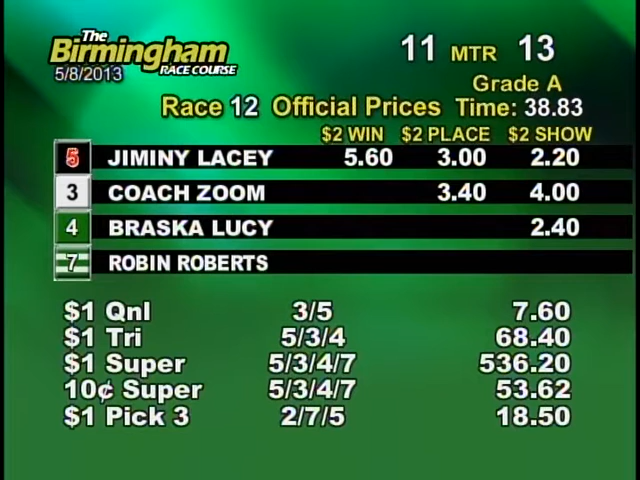 The
Birmingham
RACE COURSE
5/8/2013
11 MTR 13
Grade A
Race 12 Official Prices Time: 38.83
$2 WIN $2 PLACE $2 SHOW
5 JIMINY LACEY 5.60 3.00 2.20
3 COACH ZOOM 3.40 4.00
4 BRASKA LUCY 2.40
7 ROBIN ROBERTS
$1 Qnl 3/5 7.60
$1 Tri 5/3/4 68.40
$1 Super 5/3/4/7 536.20
10¢ Super 5/3/4/7 53.62
$1 Pick 3 2/7/5 18.50